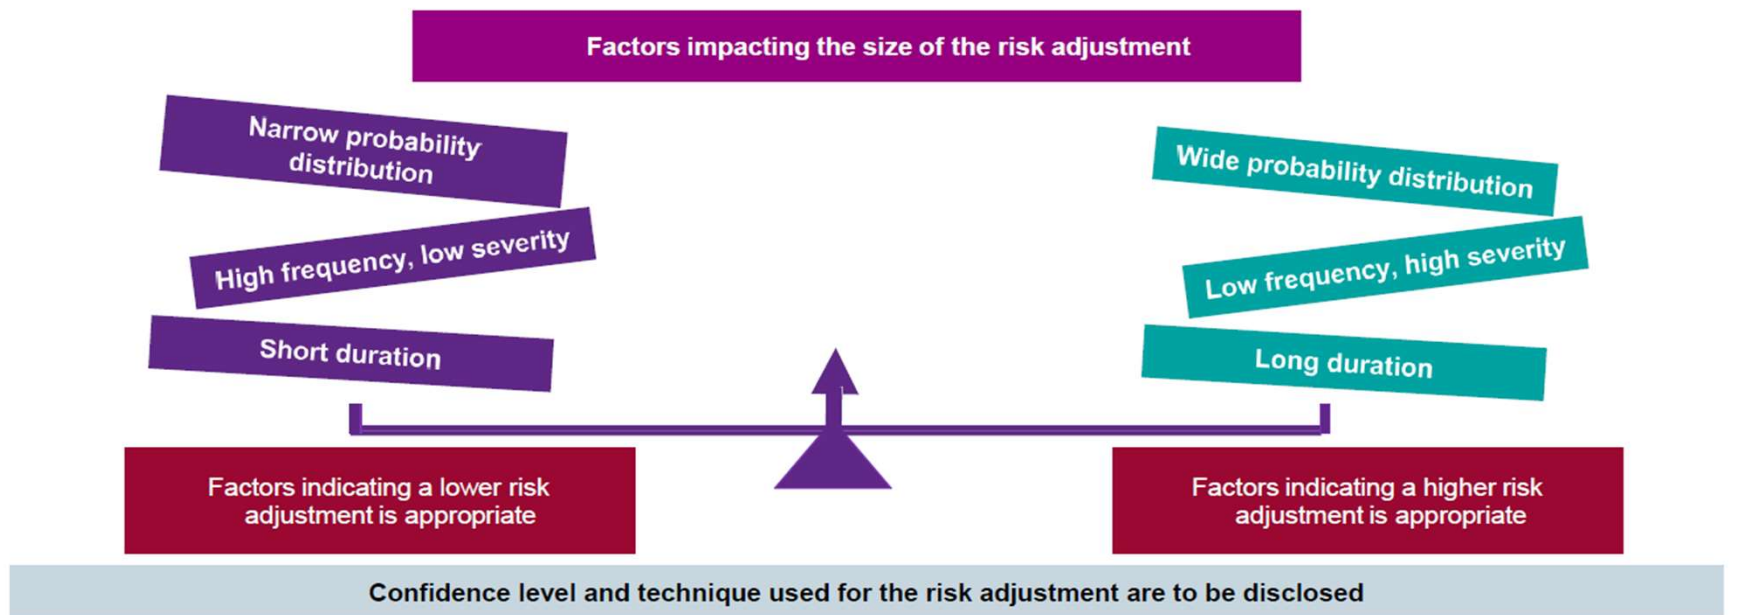 Factors impacting the size of the risk adjustment
Narrow probability
distribution
High frequency, low severity
Short duration
Wide probability distribution
Low frequency, high severity
Long duration
Factors indicating a lower risk
adjustment is appropriate
Factors indicating a higher risk
adjustment is appropriate
Confidence level and technique used for the risk adjustment are to be disclosed